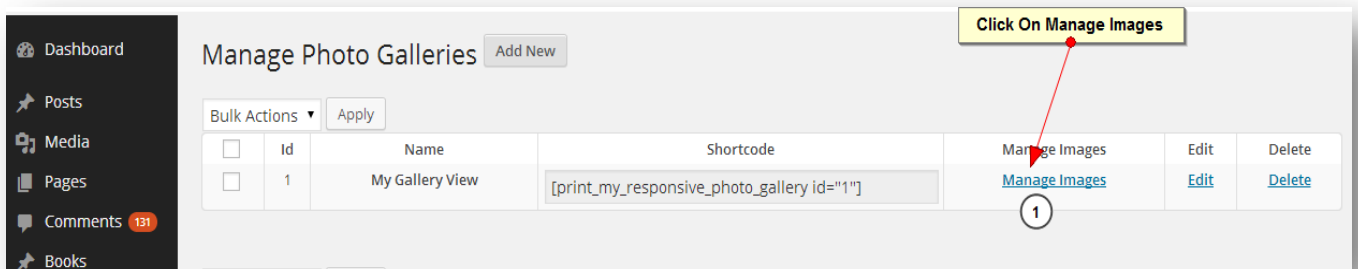 Click On Manage Images
Dashboard
Posts
Media
Pages
Comments 131
Books
Manage Photo Galleries Add New
Bulk Actions Apply
Id Name Shortcode Manage Images Edit Delete
1 My Gallery View [print_my_responsive_photo_gallery id="1"] Manage Images Edit Delete
1